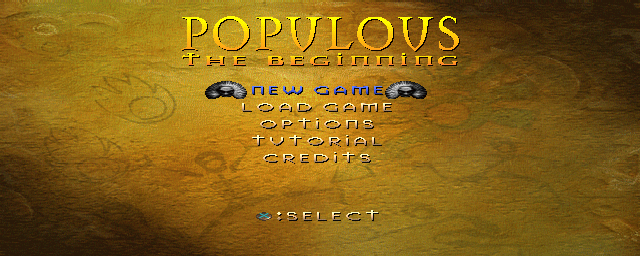 POPULOUS
THE BEGINNING
NEW GAME
LOAD GAME
OPTIONS
TUTORIAL
CREDITS
:SELECT